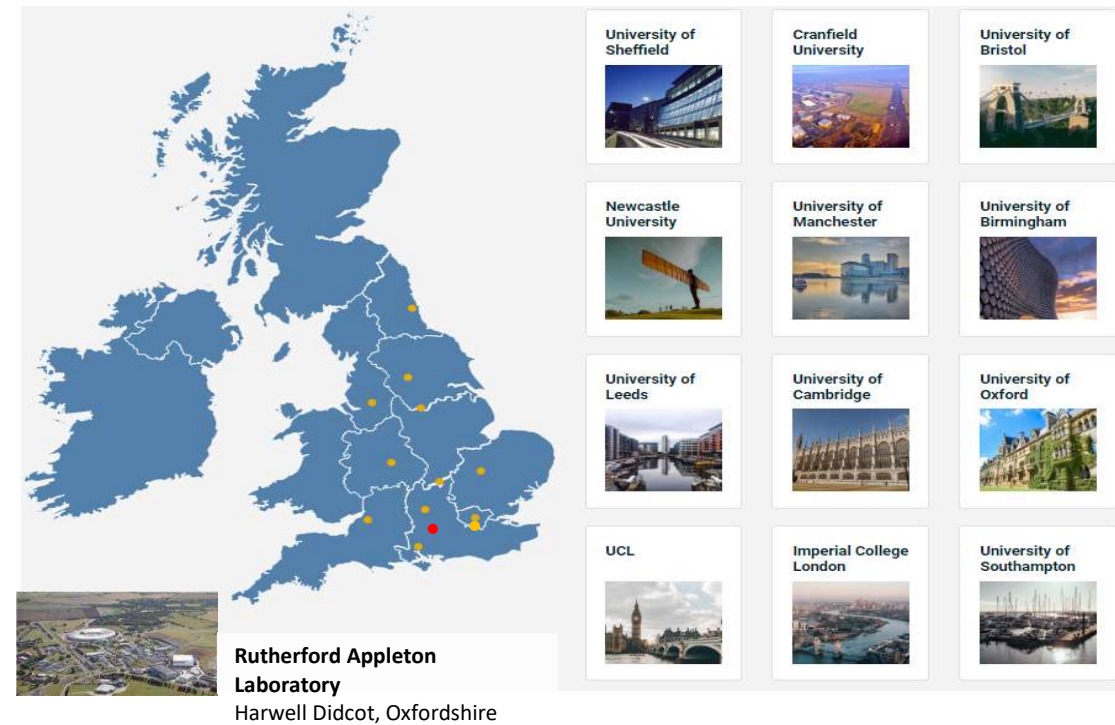 University of
Sheffield
Cranfield
University
University of
Bristol
Newcastle
University
University of
Manchester
University of
Birmingham
University of
Leeds
University of
Cambridge
University of
Oxford
UCL
Imperial College
London
University of
Southampton
Rutherford Appleton
Laboratory
Harwell Didcot, Oxfordshire